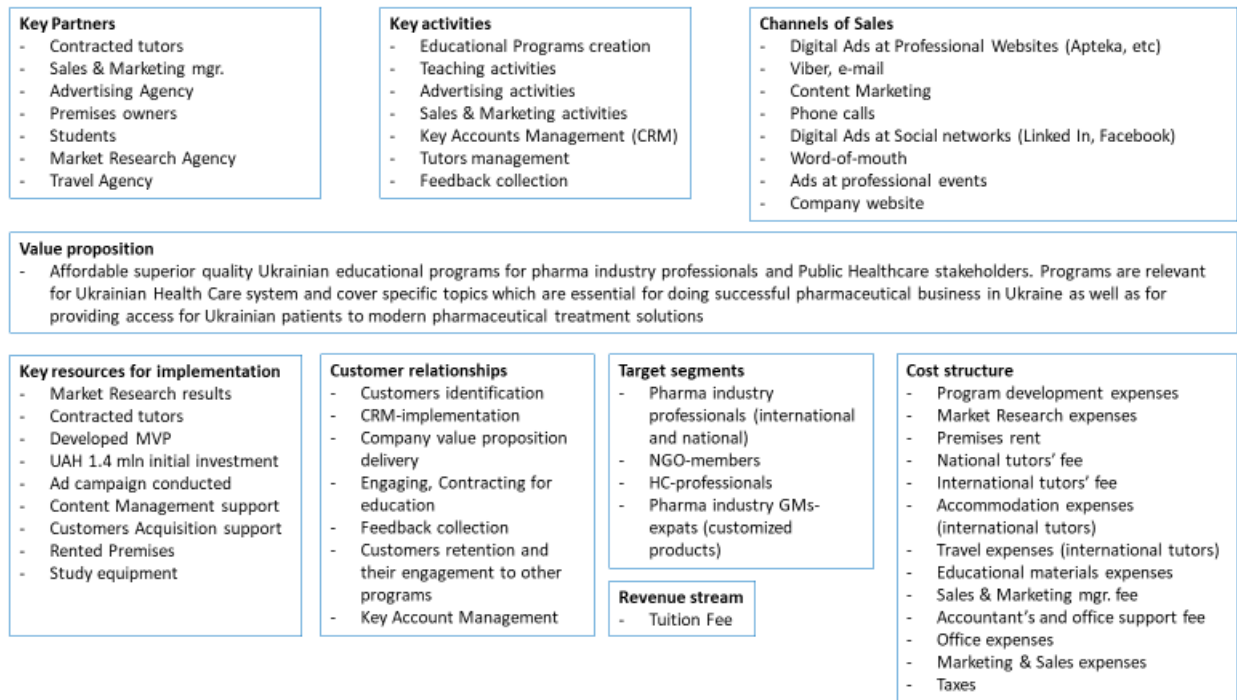 Key Partners
- Contracted tutors
- Sales & Marketing mgr.
- Advertising Agency
- Premises owners
- Students
- Market Research Agency
- Travel Agency
Key activities
- Educational Programs creation
- Teaching activities
- Advertising activities
- Sales & Marketing activities
- Key Accounts Management (CRM)
- Tutors management
- Feedback collection
Channels of Sales
- Digital Ads at Professional Websites (Apteka, etc)
- Viber, e-mail
- Content Marketing
- Phone calls
- Digital Ads at Social networks (Linked In, Facebook)
- Word-of-mouth
- Ads at professional events
- Company website
Value proposition
- Affordable superior quality Ukrainian educational programs for pharma industry professionals and Public Healthcare stakeholders. Programs are relevant
for Ukrainian Health Care system and cover specific topics which are essential for doing successful pharmaceutical business in Ukraine as well as for
providing access for Ukrainian patients to modern pharmaceutical treatment solutions
Key resources for implementation
- Market Research results
- Contracted tutors
- Developed MVP
- UAH 1.4 mln initial investment
- Ad campaign conducted
- Content Management support
- Customers Acquisition support
- Rented Premises
- Study equipment
Customer relationships
- Customers identification
- CRM-implementation
- Company value proposition
delivery
- Engaging, Contracting for
education
- Feedback collection
- Customers retention and
their engagement to other
programs
- Key Account Management
Target segments
- Pharma industry
professionals (international
and national)
- NGO-members
- HC-professionals
- Pharma industry GMs-
expats (customized
products)
Revenue stream
- Tuition Fee
Cost structure
- Program development expenses
- Market Research expenses
- Premises rent
- National tutors' fee
- International tutors' fee
- Accommodation expenses
(international tutors)
- Travel expenses (international tutors)
- Educational materials expenses
- Sales & Marketing mgr. fee
- Accountant's and office support fee
- Office expenses
- Marketing & Sales expenses
- Taxes